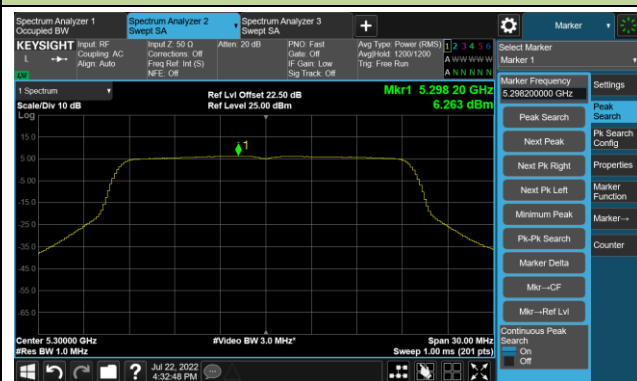 Spectrum Analyzer 1
Occupied BW
Spectrum Analyzer 2
Swept SA
Spectrum Analyzer 3
Swept SA
+
Marker
KEYSIGHT
L
Input: RF
Coupling: AC
Align: Auto
Input Z: 50 Ω
Corrections: Off
Freq Ref: Int (S)
NFE: Off
Atten: 20 dB
PNO: Fast
Gate: Off
IF Gain: Low
Sig Track: Off
Avg Type: Power (RMS)
Avg|Hold: 1200/1200
Trig: Free Run
1 2 3 4 5 6
A W W W W W
A N N N N N
Select Marker
Marker 1
1 Spectrum
Scale/Div 10 dB
Log
Ref Lvl Offset 22.50 dB
Ref Level 25.00 dBm
Mkr1 5.298 20 GHz
6.263 dBm
15.0
5.00
-5.00
-15.0
-25.0
-35.0
-45.0
-55.0
-65.0
1
Center 5.30000 GHz
#Res BW 1.0 MHz
#Video BW 3.0 MHz*
Span 30.00 MHz
Sweep 1.00 ms (201 pts)
Marker Frequency
5.298200000 GHz
Peak Search
Next Peak
Next Pk Right
Next Pk Left
Minimum Peak
Pk-Pk Search
Marker Delta
Mkr→CF
Mkr→Ref Lvl
Continuous Peak
Search
On
Off
Settings
Peak
Search
Pk Search
Config
Properties
Marker
Function
Marker→
Counter
?
Jul 22, 2022
4:32:48 PM